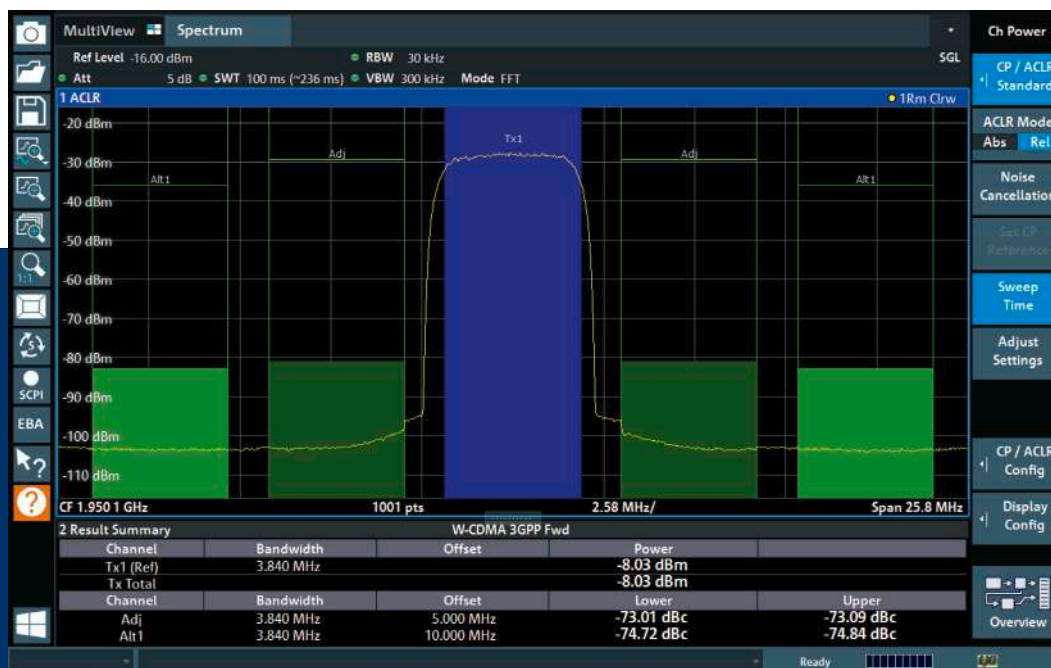 MultiView Spectrum
Ch Power
Ref Level -16.00 dBm RBW 30 kHz SGL
Att 5 dB SWT 100 ms (~236 ms) VBW 300 kHz Mode FFT
CP / ACLR
Standard
1 ACLR 1Rm Clrw
ACLR Mode
Abs Rel
-20 dBm
Tx1
Adj Adj
-30 dBm
Alt1 Alt1
Noise
Cancellation
-40 dBm
Set CP
Reference
-50 dBm
-60 dBm
1:1
Sweep
Time
-70 dBm
Adjust
Settings
-80 dBm
SCPI
-90 dBm
EBA
-100 dBm
CP / ACLR
Config
-110 dBm
CF 1.950 1 GHz 1001 pts 2.58 MHz/ Span 25.8 MHz
Display
Config
2 Result Summary W-CDMA 3GPP Fwd
Channel Bandwidth Offset Power
Tx1 (Ref) 3.840 MHz -8.03 dBm
Tx Total -8.03 dBm
Channel Bandwidth Offset Lower Upper
Adj 3.840 MHz 5.000 MHz -73.01 dBc -73.09 dBc
Alt1 3.840 MHz 10.000 MHz -74.72 dBc -74.84 dBc
Overview
Ready